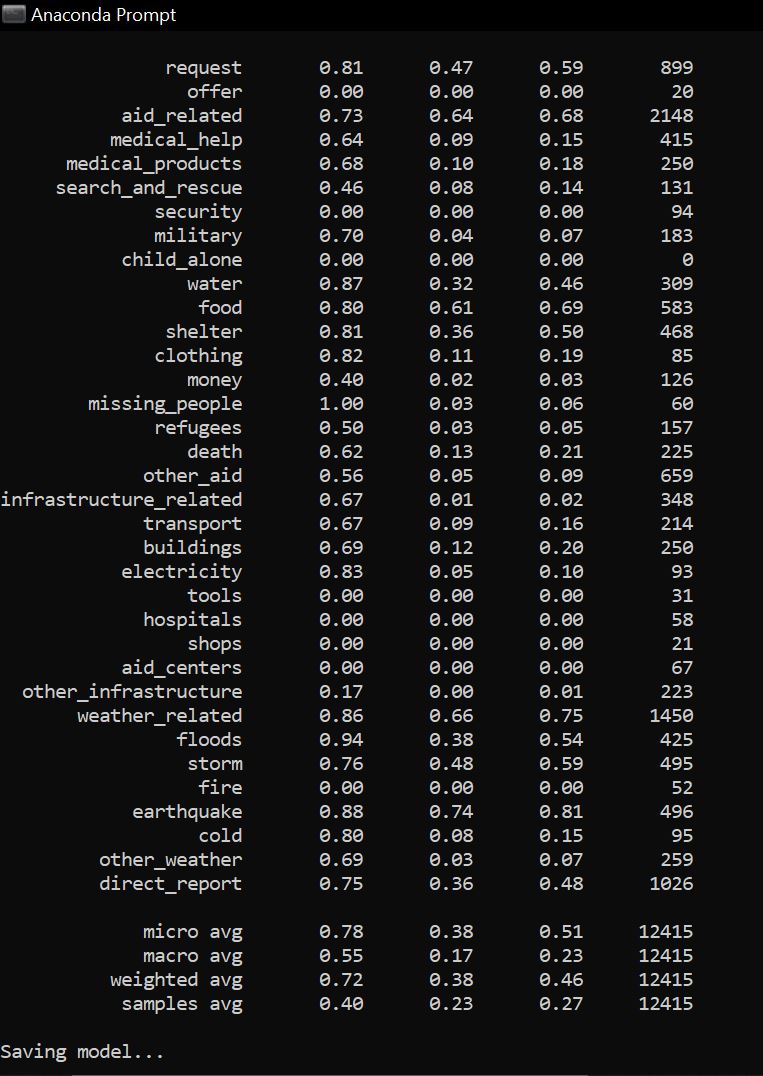 Anaconda Prompt
request 0.81 0.47 0.59 899
offer 0.00 0.00 0.00 20
aid_related 0.73 0.64 0.68 2148
medical_help 0.64 0.09 0.15 415
medical_products 0.68 0.10 0.18 250
search_and_rescue 0.46 0.08 0.14 131
security 0.00 0.00 0.00 94
military 0.70 0.04 0.07 183
child_alone 0.00 0.00 0.00 0
water 0.87 0.32 0.46 309
food 0.80 0.61 0.69 583
shelter 0.81 0.36 0.50 468
clothing 0.82 0.11 0.19 85
money 0.40 0.02 0.03 126
missing_people 1.00 0.03 0.06 60
refugees 0.50 0.03 0.05 157
death 0.62 0.13 0.21 225
other_aid 0.56 0.05 0.09 659
infrastructure_related 0.67 0.01 0.02 348
transport 0.67 0.09 0.16 214
buildings 0.69 0.12 0.20 250
electricity 0.83 0.05 0.10 93
tools 0.00 0.00 0.00 31
hospitals 0.00 0.00 0.00 58
shops 0.00 0.00 0.00 21
aid_centers 0.00 0.00 0.00 67
other_infrastructure 0.17 0.00 0.01 223
weather_related 0.86 0.66 0.75 1450
floods 0.94 0.38 0.54 425
storm 0.76 0.48 0.59 495
fire 0.00 0.00 0.00 52
earthquake 0.88 0.74 0.81 496
cold 0.80 0.08 0.15 95
other_weather 0.69 0.03 0.07 259
direct_report 0.75 0.36 0.48 1026
micro avg 0.78 0.38 0.51 12415
macro avg 0.55 0.17 0.23 12415
weighted avg 0.72 0.38 0.46 12415
samples avg 0.40 0.23 0.27 12415
Saving model...